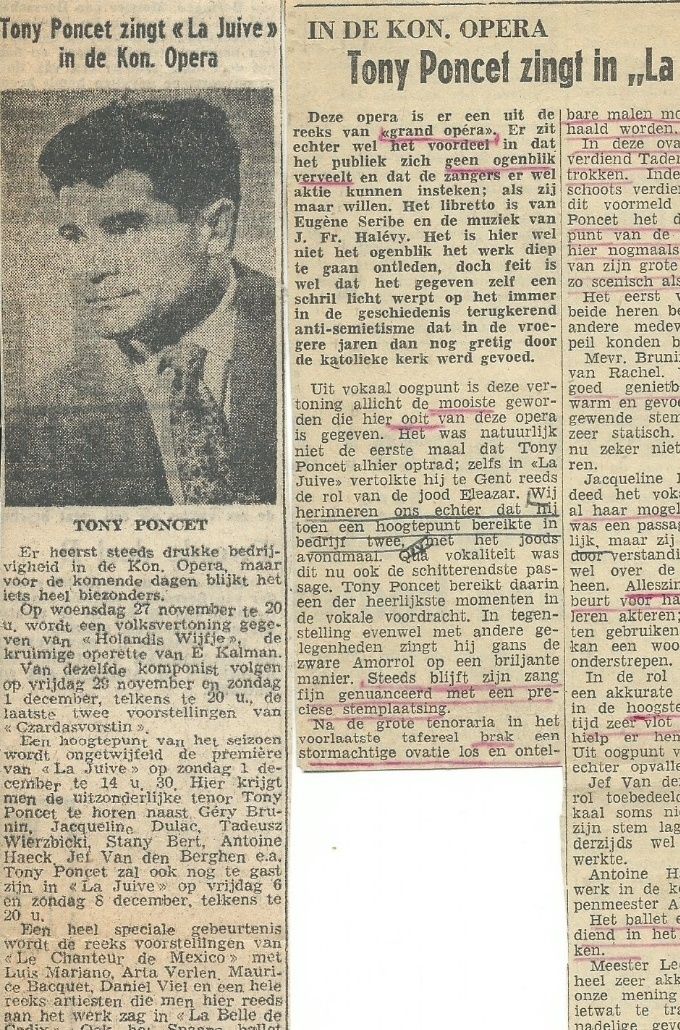 Tony Poncet zingt «La Juive»
in de Kon. Opera
TONY PONCET
Er heerst steeds drukke bedrij-
vigheid in de Kon. Opera, maar
voor de komende dagen blijkt het
iets heel biezonders.
Op woensdag 27 november te 20
u. wordt een volksvertoning gege-
ven van «Holandis Wijfje», de
kruimige operette van E Kalman.
Van dezelfde komponist volgen
op vrijdag 29 november en zondag
1 december, telkens te 20 u., de
laatste twee voorstellingen van
« Czardasvorstin ».
Een hoogtepunt van het seizoen
wordt ongetwijfeld de première
van «La Juive» op zondag 1 de-
cember te 14 u. 30. Hier krijgt
men de uitzonderlijke tenor Tony
Poncet te horen naast Géry Bru-
nin, Jacqueline Dulac, Tadeusz
Wierzbicki, Stany Bert, Antoine
Haeck, Jef Van den Berghen e.a.
Tony Poncet zal ook nog te gast
zijn in «La Juive» op vrijdag 6
en zondag 8 december, telkens te
20 u.
Een heel speciale gebeurtenis
wordt de reeks voorstellingen van
«Le Chanteur de Mexico» met
Luis Mariano, Arta Verlen, Mauri-
ce Bacquet, Daniel Viel en een hele
reeks artiesten die men hier reeds
aan het werk zag in «La Belle de
Cadix». Ook het Spaans ballet
IN DE KON. OPERA
Tony Poncet zingt in „La
Deze opera is er een uit de
reeks van «grand opéra». Er zit
echter wel het voordeel in dat
het publiek zich geen ogenblik
verveelt en dat de zangers er wel
aktie kunnen insteken; als zij
maar willen. Het libretto is van
Eugène Seribe en de muziek van
J. Fr. Halévy. Het is hier wel
niet het ogenblik het werk diep
te gaan ontleden, doch feit is
wel dat het gegeven zelf een
schril licht werpt op het immer
in de geschiedenis terugkerend
anti-semietisme dat in de vroe-
gere jaren dan nog gretig door
de katolieke kerk werd gevoed.
Uit vokaal oogpunt is deze ver-
toning allicht de mooiste gewor-
den die hier ooit van deze opera
is gegeven. Het was natuurlijk
niet de eerste maal dat Tony
Poncet alhier optrad; zelfs in «La
Juive» vertolkte hij te Gent reeds
de rol van de jood Eleazar. Wij
herinneren ons echter dat hij
toen een hoogtepunt bereikte in
bedrijf twee, met het joods
avondmaal. Qua vokaliteit was
dit nu ook de schitterendste pas-
sage. Tony Poncet bereikt daarin
een der heerlijkste momenten in
de vokale voordracht. In tegen-
stelling evenwel met andere ge-
legenheden zingt hij gans de
zware Amorrol op een briljante
manier. Steeds blijft zijn zang
fijn genuanceerd met een pre-
ciese stemplaatsing.
Na de grote tenoraria in het
voorlaatste tafereel brak een
stormachtige ovatie los en ontel-
bare malen mo
haald worden.
In deze ova
verdiend Tader
trokken. Inde
schoots verdie
dit voormeld
Poncet het d
punt van de
hier nogmaals
van zijn grote
zo scenisch als
Het eerst v
beide heren be
andere medew
peil konden b
Mevr. Bruni
van Rachel. V
goed genietb
warm en gevoe
gewende stem
zeer statisch.
nu zeker niet
ren.
Jacqueline
deed het voka
al haar mogel
was een passag
lijk, maar zij
door verstandi
wel over de
heen. Alleszin
beurt voor ha
leren akteren;
ten gebruiken
kan een woo
onderstrepen.
In de rol
een akkurate
in de hoogste
tijd zeer vlot
hielp er hem
Uit oogpunt v
echter opvalle
Jef Van de
rol toebedeeld
kaal soms nie
zijn stem lag
derzijds wel
werkte.
Antoine H
werk in de k
penmeester A
Het ballet e
diend in het
ken.
Meester Le
heel zeer akk
onze mening
ietwat te tra
nadelige gevo